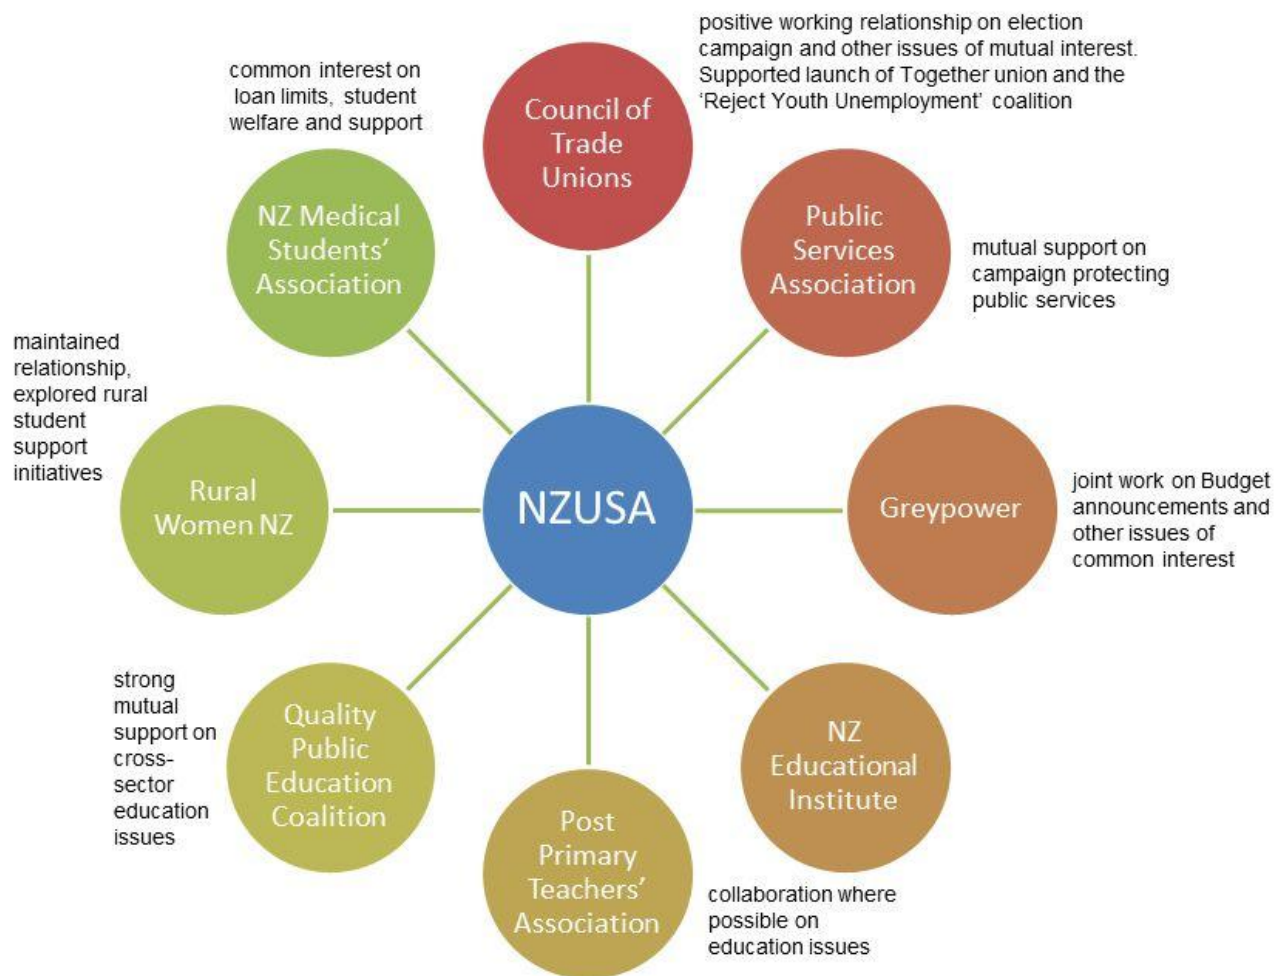 positive working relationship on election
campaign and other issues of mutual interest.
Supported launch of Together union and the
‘Reject Youth Unemployment’ coalition
common interest on
loan limits, student
welfare and support
Council of
Trade
Unions
NZ Medical
Students’
Association
Public
Services
Association
mutual support on
campaign protecting
public services
maintained
relationship,
explored rural
student
support
initiatives
Rural
Women NZ
NZUSA
Greypower
joint work on Budget
announcements and
other issues of
common interest
strong
mutual
support on
cross-
sector
education
issues
Quality
Public
Education
Coalition
NZ
Educational
Institute
Post
Primary
Teachers’
Association
collaboration where
possible on
education issues